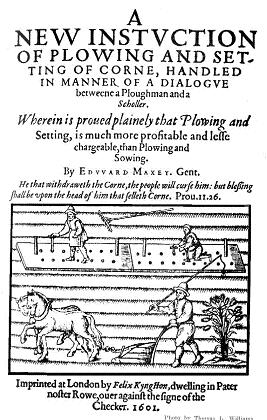 A
NEW INSTVCTION
OF PLOWING AND SET-
TING OF CORNE, HANDLED
IN MANNER OF A DIALOGVE
betweene a Ploughman and a
Scholler.
Wherein is proued plainely that Plowing and
Setting, is much more profitable and lesse
chargeable, than Plowing and
Sowing.
By EDVVARD MAXEY. Gent.
He that withdraweth the Corne, the people will curse him: but blessing
shall be vpon the head of him that selleth Corne. Prou. 11.26.
Imprinted at London by Felix Kyngston, dwelling in Pater
noster Rowe, ouer against the signe of the
Checker. 1601.
Photo by Thomas L. Williams